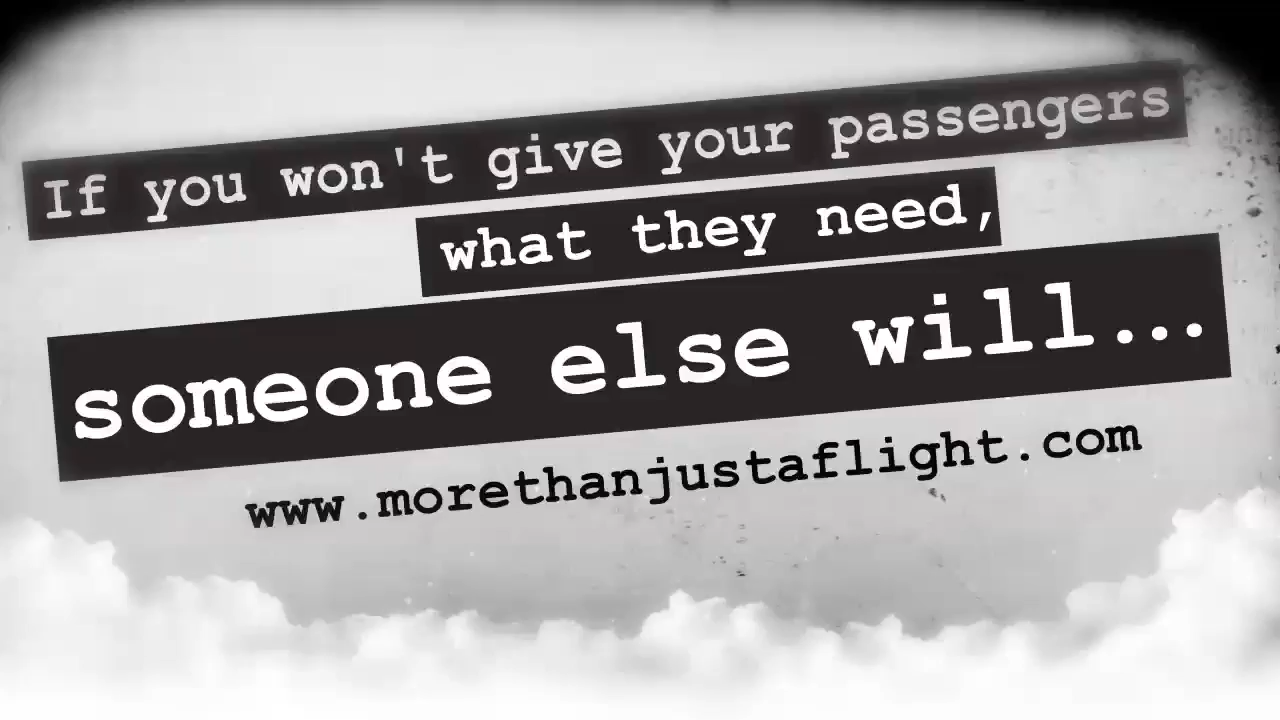 If you won't give your passengers
what they need,
someone else will...
www.morethanjustaflight.com